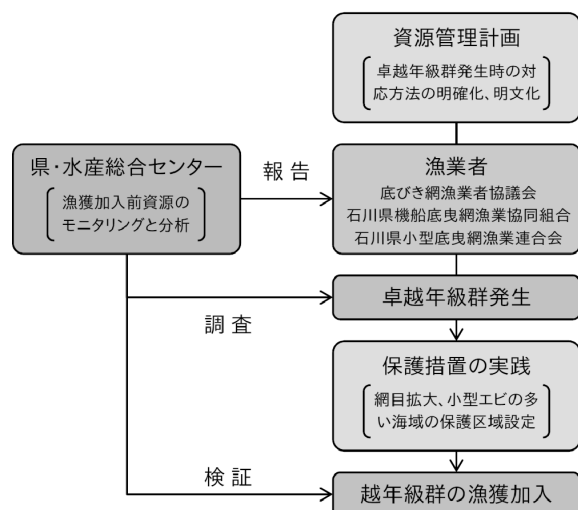 資源管理計画
卓越年級群発生時の対
応方法の明確化、明文化
県・水産総合センター
漁獲加入前資源の
モニタリングと分析
報告
漁業者
底びき網漁業者協議会
石川県機船底曳網漁業協同組合
石川県小型底曳網漁業連合会
調査
卓越年級群発生
保護措置の実践
網目拡大、小型エビの多
い海域の保護区域設定
検証
越年級群の漁獲加入